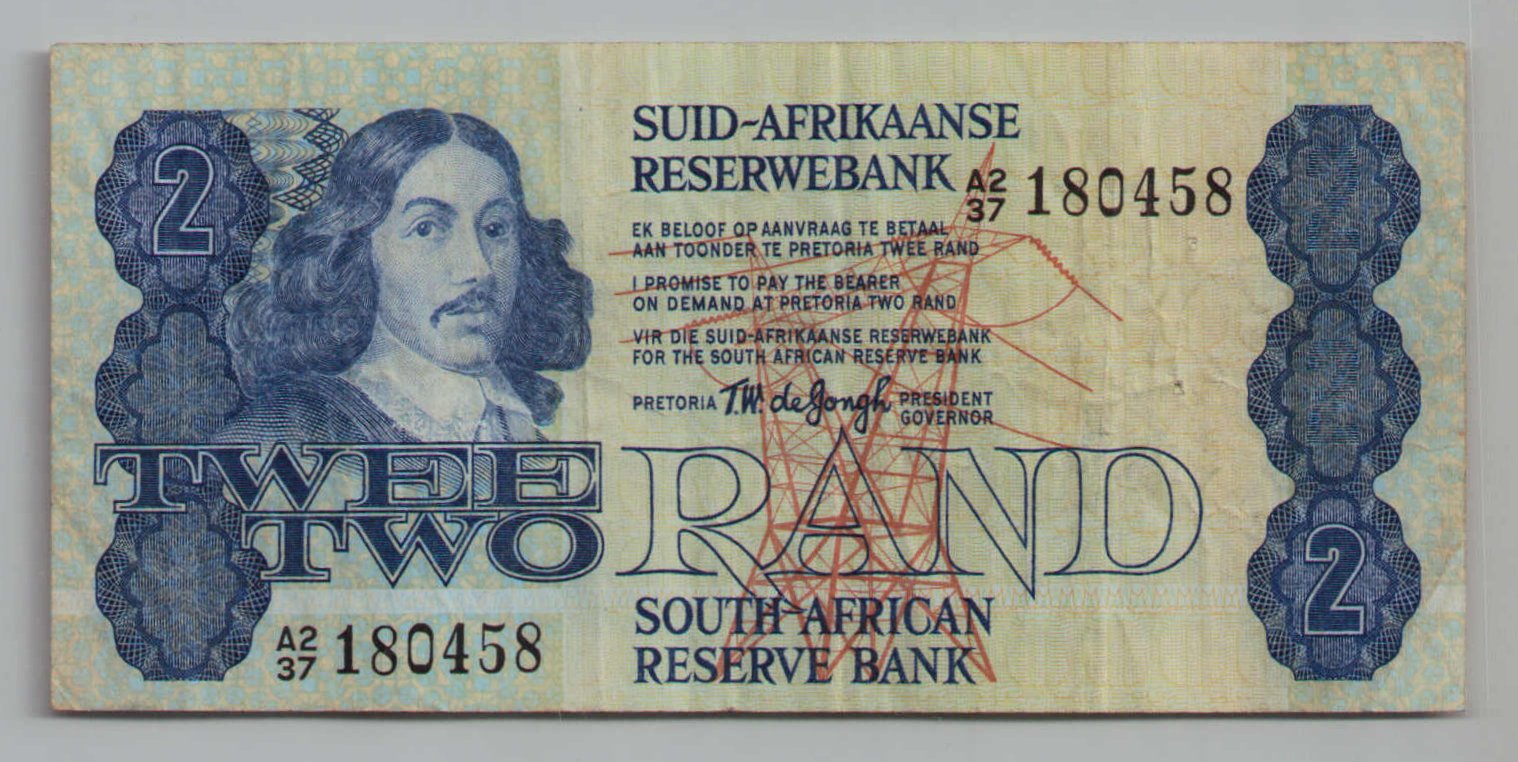 2
SUID-AFRIKAANSE
RESERWEBANK
A2
37 180458
EK BELOOF OP AANVRAAG TE BETAAL
AAN TOONDER TE PRETORIA TWEE RAND
I PROMISE TO PAY THE BEARER
ON DEMAND AT PRETORIA TWO RAND
VIR DIE SUID-AFRIKAANSE RESERWEBANK
FOR THE SOUTH AFRICAN RESERVE BANK
PRETORIA T.W. de Jongh PRESIDENT
GOVERNOR
TWEE
TWO RAND
2
SOUTH-AFRICAN
RESERVE BANK
A2
37 180458